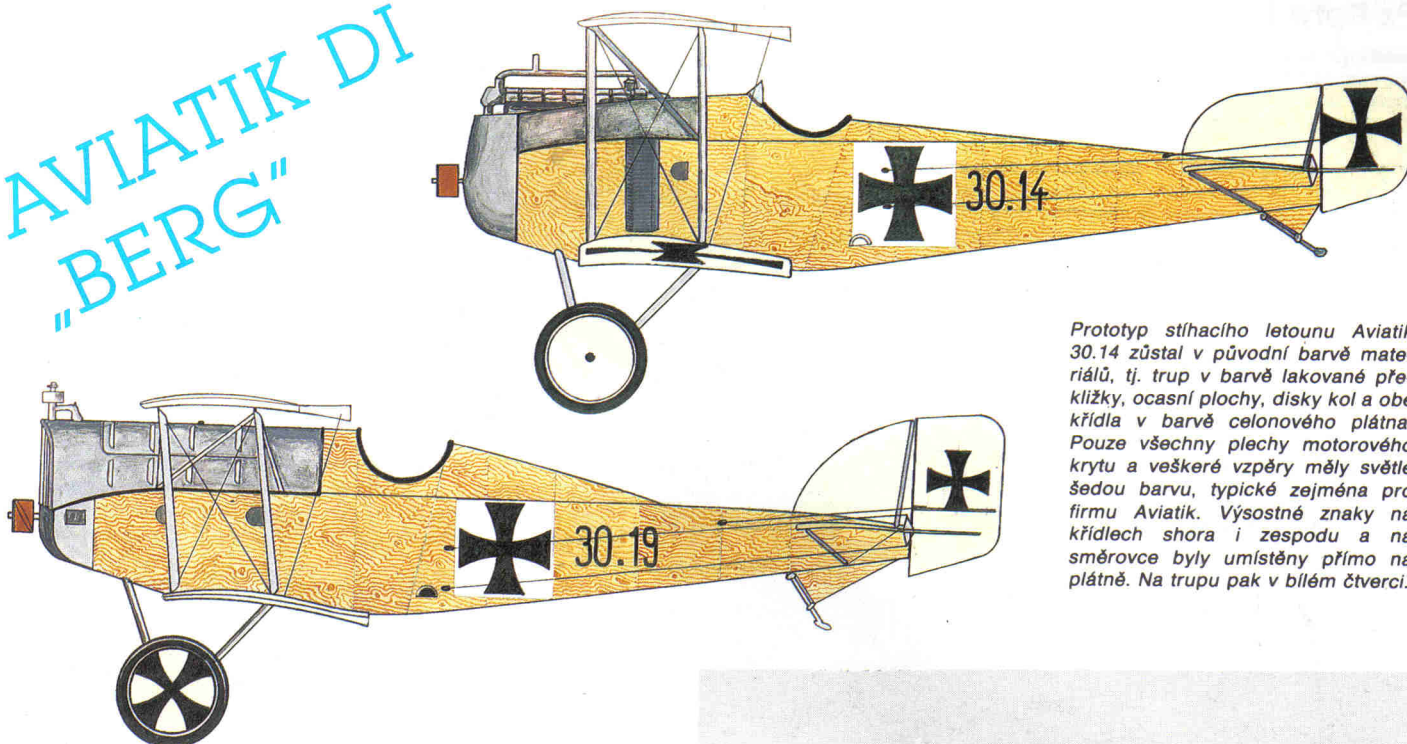 AVIATIK DI
„BERG"
30.14
30.19
Prototyp stíhacího letounu Aviatik
30.14 zůstal v původní barvě mate-
riálů, tj. trup v barvě lakované pře-
kližky, ocasní plochy, disky kol a obě
křídla v barvě celonového plátna.
Pouze všechny plechy motorového
krytu a veškeré vzpěry měly světle
šedou barvu, typické zejména pro
firmu Aviatik. Výsostné znaky na
křídlech shora i zespodu a na
směrovce byly umístěny přímo na
plátně. Na trupu pak v bílém čtverci.